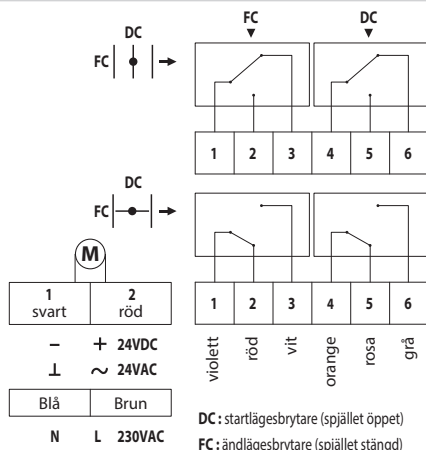 FC DC
DC
FC
1 2 3 4 5 6
DC
FC
M
1 2
svart röd
1 2 3 4 5 6
violett röd vit orange rosa grå
– + 24VDC
⊥ ~ 24VAC
Blå Brun
N L 230VAC
DC : startlägesbrytare (spjället öppet)
FC : ändlägesbrytare (spjället stängd)